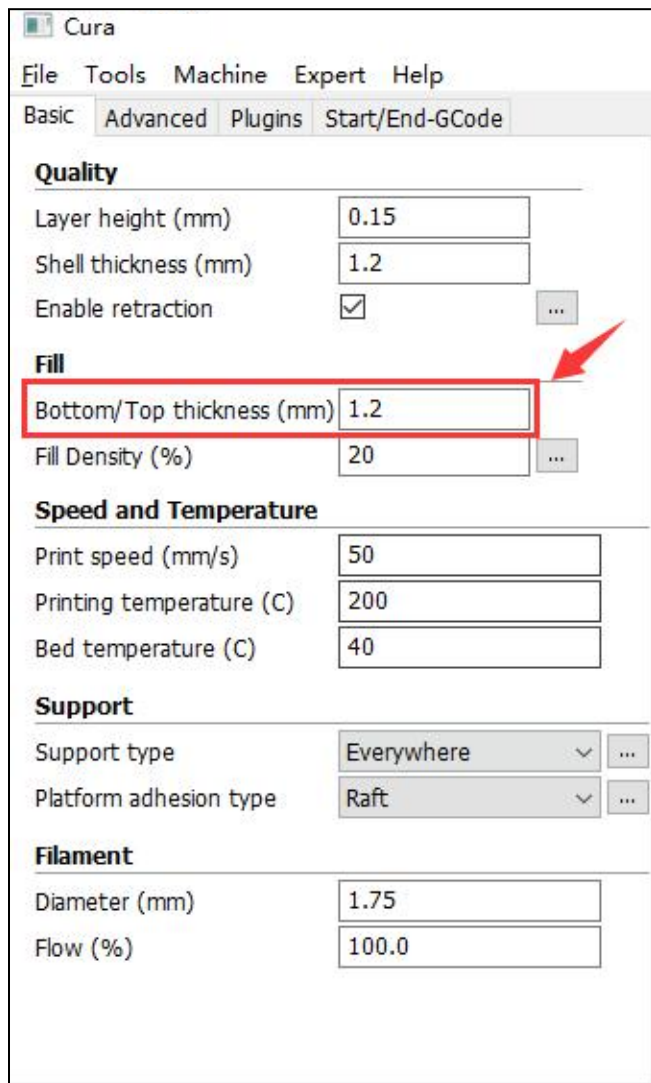 Cura
File Tools Machine Expert Help
Basic Advanced Plugins Start/End-GCode
Quality
Layer height (mm) 0.15
Shell thickness (mm) 1.2
Enable retraction ...
Fill
Bottom/Top thickness (mm) 1.2
Fill Density (%) 20 ...
Speed and Temperature
Print speed (mm/s) 50
Printing temperature (C) 200
Bed temperature (C) 40
Support
Support type Everywhere ...
Platform adhesion type Raft ...
Filament
Diameter (mm) 1.75
Flow (%) 100.0